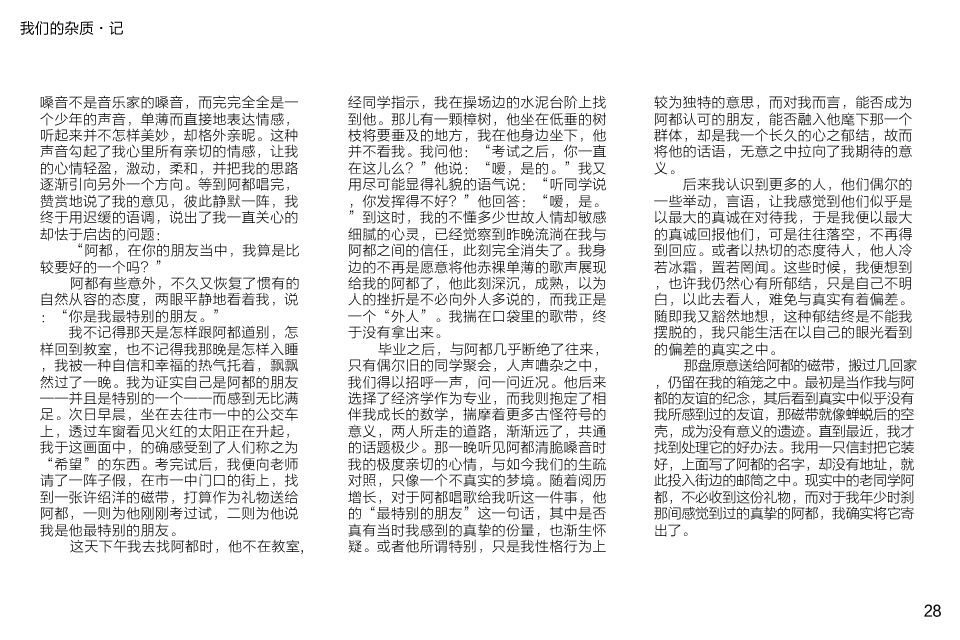 我们的杂质·记
嗓音不是音乐家的嗓音，而完完全全是一
个少年的声音，单薄而直接地表达情感，
听起来并不怎样美妙，却格外亲昵。这种
声音勾起了我心里所有亲切的情感，让我
的心情轻盈，激动，柔和，并把我的思路
逐渐引向另外一个方向。等到阿都唱完，
赞赏地说了我的意见，彼此静默一阵，我
终于用迟缓的语调，说出了我一直关心的
却怯于启齿的问题：
“阿都，在你的朋友当中，我算是比
较要好的一个吗？”
阿都有些意外，不久又恢复了惯有的
自然从容的态度，两眼平静地看着我，说
：“你是我最特别的朋友。”
我不记得那天是怎样跟阿都道别，怎
样回到教室，也不记得我那晚是怎样入睡
，我被一种自信和幸福的热气托着，飘飘
然过了一晚。我为证实自己是阿都的朋友
——并且是特别的一个——而感到无比满
足。次日早晨，坐在去往市一中的公交车
上，透过车窗看见火红的太阳正在升起，
我于这画面中，的确感受到了人们称之为
“希望”的东西。考完试后，我便向老师
请了一阵子假，在市一中门口的街上，找
到一张许绍洋的磁带，打算作为礼物送给
阿都，一则为他刚刚考过试，二则为他说
我是他最特别的朋友。
这天下午我去找阿都时，他不在教室，
经同学指示，我在操场边的水泥台阶上找
到他。那儿有一颗樟树，他坐在低垂的树
枝将要垂及的地方，我在他身边坐下，他
并不看我。我问他：“考试之后，你一直
在这儿么？”他说：“嗳，是的。”我又
用尽可能显得礼貌的语气说：“听同学说
，你发挥得不好？”他回答：“嗳，是。
”到这时，我的不懂多少世故人情却敏感
细腻的心灵，已经觉察到昨晚流淌在我与
阿都之间的信任，此刻完全消失了。我身
边的不再是愿意将他赤裸单薄的歌声展现
给我的阿都了，他此刻深沉，成熟，以为
人的挫折是不必向外人多说的，而我正是
一个“外人”。我揣在口袋里的歌带，终
于没有拿出来。
毕业之后，与阿都几乎断绝了往来，
只有偶尔旧的同学聚会，人声嘈杂之中，
我们得以招呼一声，问一问近况。他后来
选择了经济学作为专业，而我则抱定了相
伴我成长的数学，揣摩着更多古怪符号的
意义，两人所走的道路，渐渐远了，共通
的话题极少。那一晚听见阿都清脆嗓音时
我的极度亲切的心情，与如今我们的生疏
对照，只像一个不真实的梦境。随着阅历
增长，对于阿都唱歌给我听这一件事，他
的“最特别的朋友”这一句话，其中是否
真有当时我感到的真挚的份量，也渐生怀
疑。或者他所谓特别，只是我性格行为上
较为独特的意思，而对我而言，能否成为
阿都认可的朋友，能否融入他麾下那一个
群体，却是我一个长久的心之郁结，故而
将他的话语，无意之中拉向了我期待的意
义。
后来我认识到更多的人，他们偶尔的
一些举动，言语，让我感觉到他们似乎是
以最大的真诚在对待我，于是我便以最大
的真诚回报他们，可是往往落空，不再得
到回应。或者以热切的态度待人，他人冷
若冰霜，置若罔闻。这些时候，我便想到
，也许我仍然心有所郁结，只是自己不明
白，以此去看人，难免与真实有着偏差。
随即我又豁然地想，这种郁结终是不能我
摆脱的，我只能生活在以自己的眼光看到
的偏差的真实之中。
那盘原意送给阿都的磁带，搬过几回家
，仍留在我的箱笼之中。最初是当作我与阿
都的友谊的纪念，其后看到真实中似乎没有
我所感到过的友谊，那磁带就像蝉蜕后的空
壳，成为没有意义的遗迹。直到最近，我才
找到处理它的好办法。我用一只信封把它装
好，上面写了阿都的名字，却没有地址，就
此投入街边的邮筒之中。现实中的老同学阿
都，不必收到这份礼物，而对于我年少时刹
那间感觉到过的真挚的阿都，我确实将它寄
出了。
28